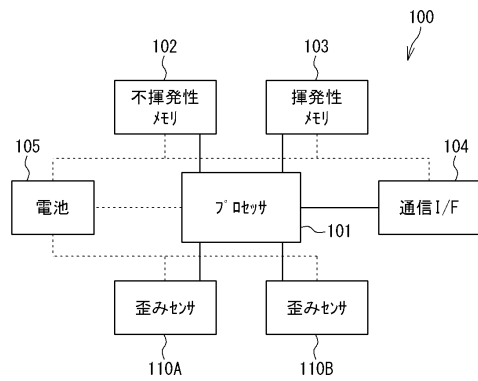 100
102
103
不揮発性
ﾒﾓﾘ
揮発性
ﾒﾓﾘ
105
104
電池
ﾌﾟﾛｾｯｻ
通信I/F
101
歪みｾﾝｻ
歪みｾﾝｻ
110A
110B